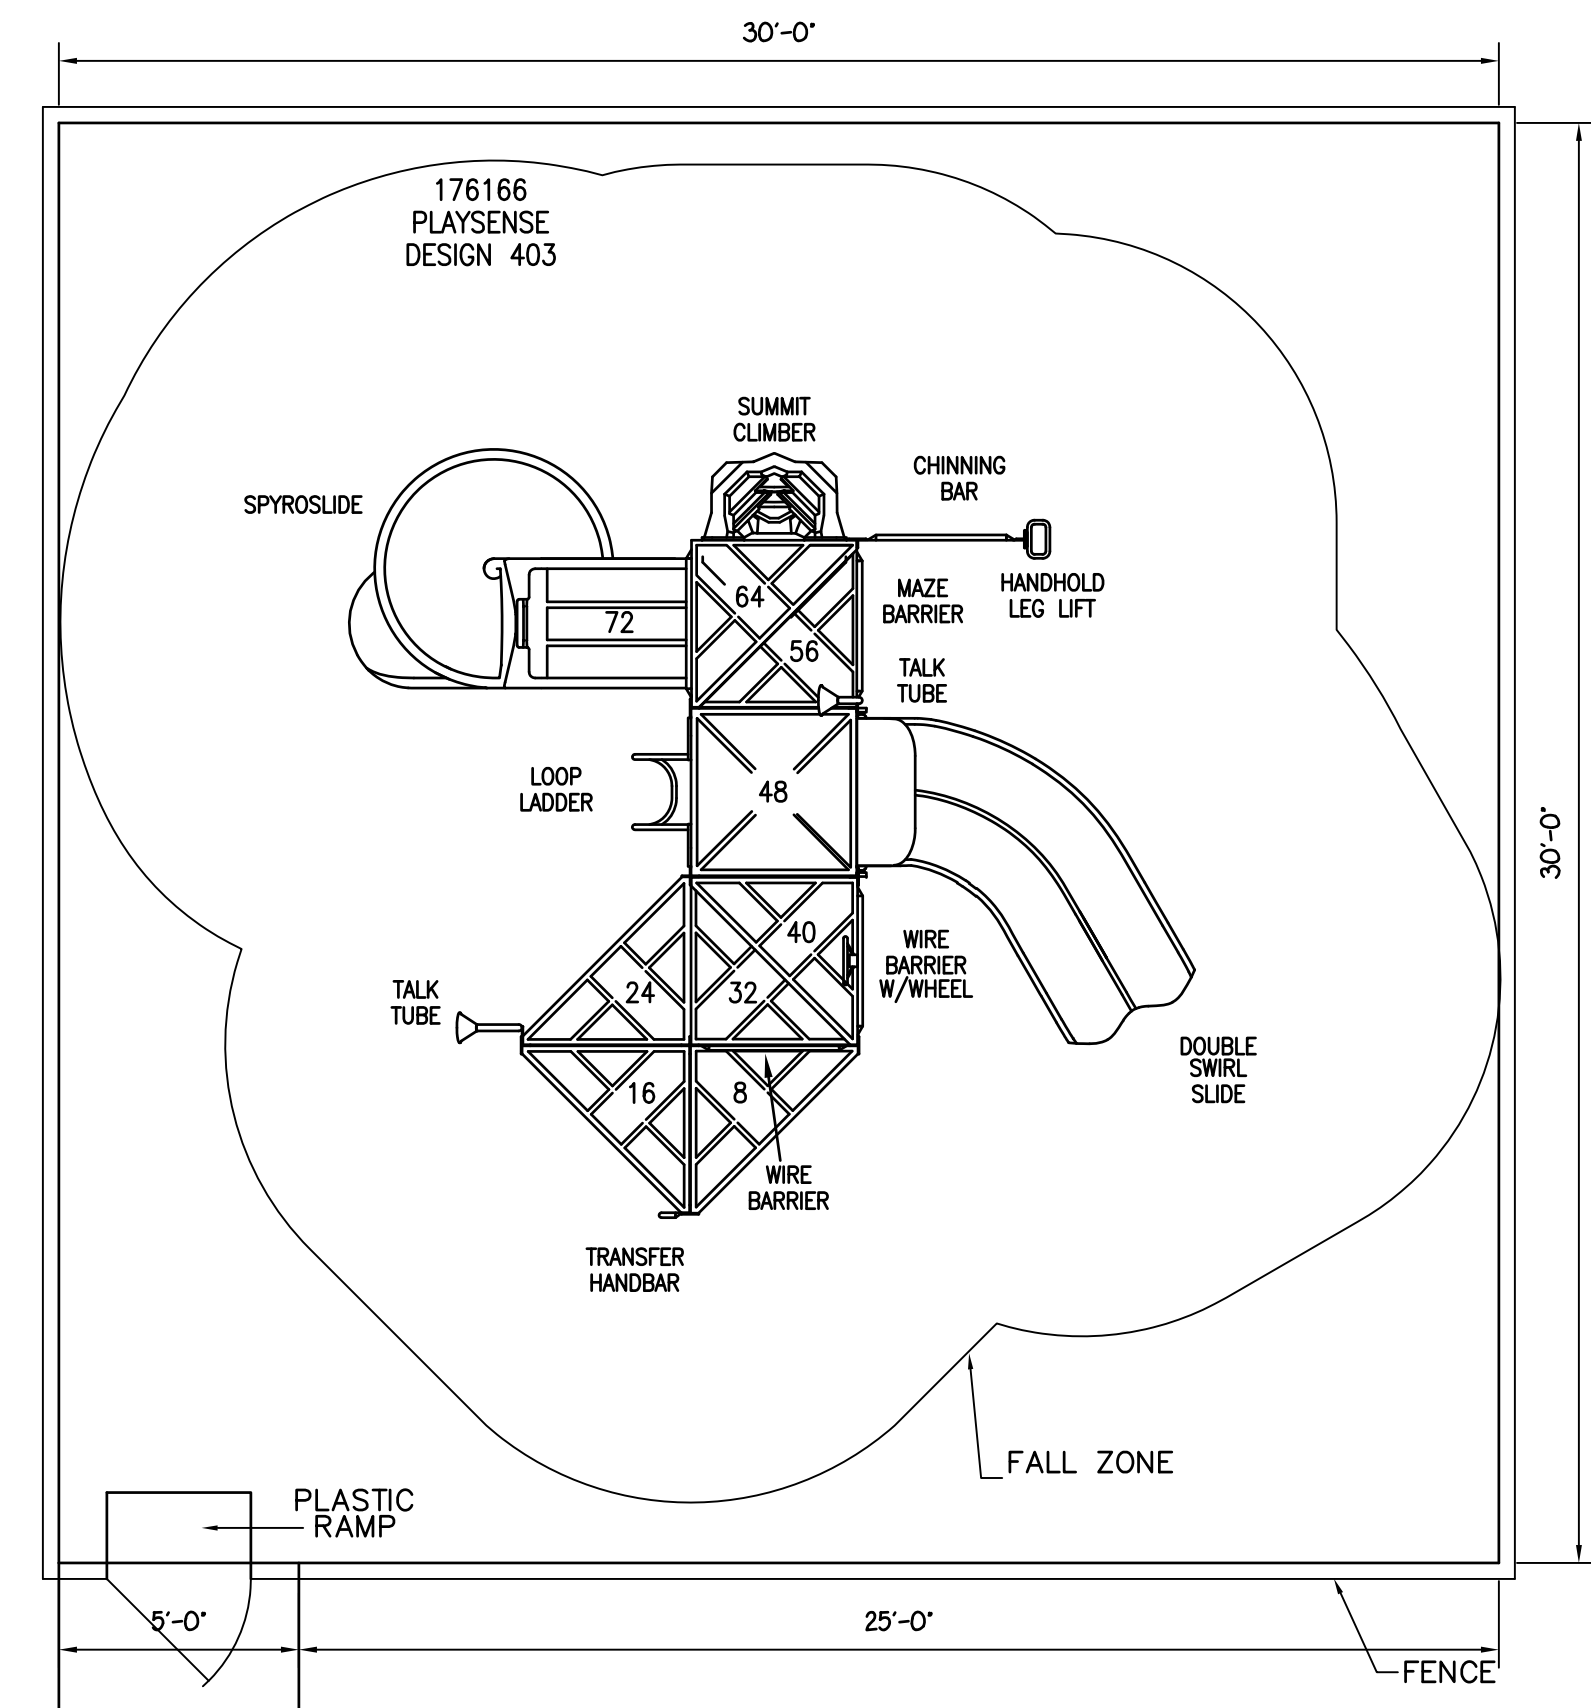 30'-0"
176166
PLAYSENSE
DESIGN 403
SUMMIT
CLIMBER
CHINNING
BAR
SPYROSLIDE
HANDHOLD
LEG LIFT
MAZE
BARRIER
64
72
56
TALK
TUBE
LOOP
LADDER
48
30'-0"
40
WIRE
BARRIER
W/WHEEL
24
32
TALK
TUBE
DOUBLE
SWIRL
SLIDE
16
8
WIRE
BARRIER
TRANSFER
HANDBAR
FALL ZONE
PLASTIC
RAMP
5'-0"
25'-0"
FENCE